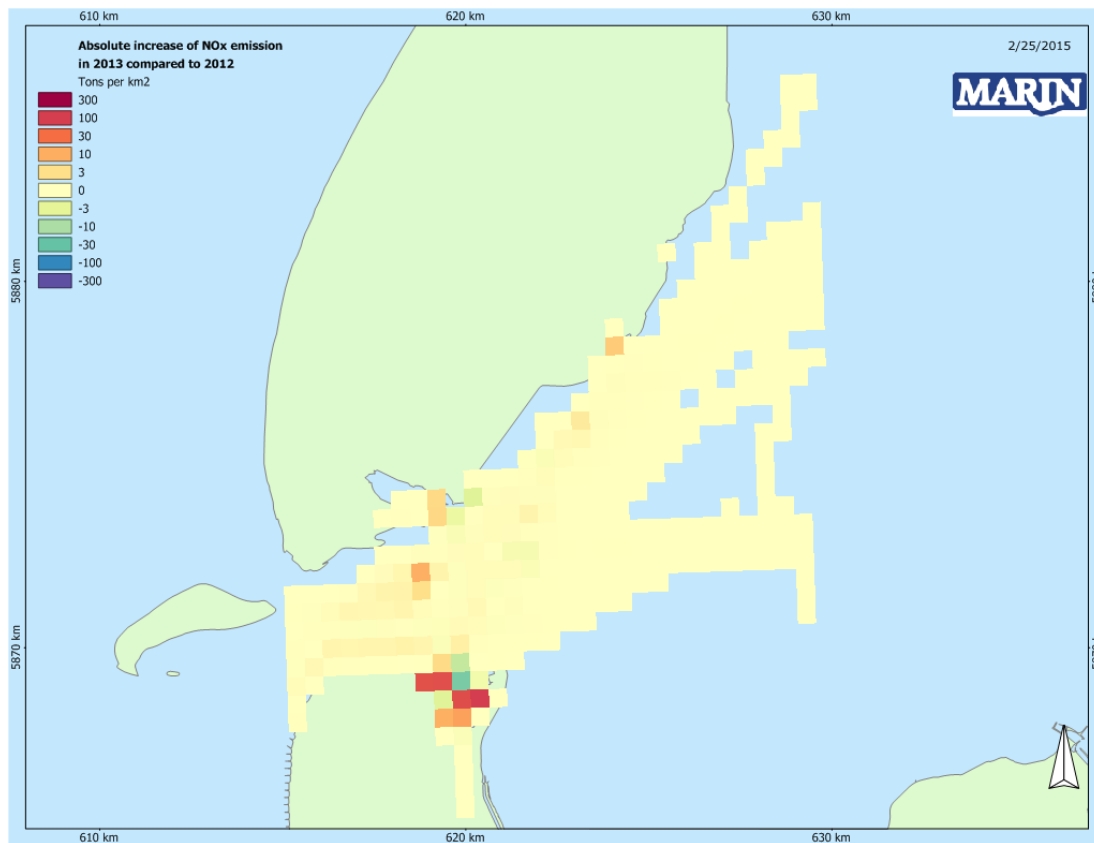 610 km
620 km
630 km
Absolute increase of NOx emission
in 2013 compared to 2012
Tons per km2
300
100
30
10
3
0
-3
-10
-30
-100
-300
2/25/2015
MARIN
5880 km
5870 km
610 km
620 km
630 km